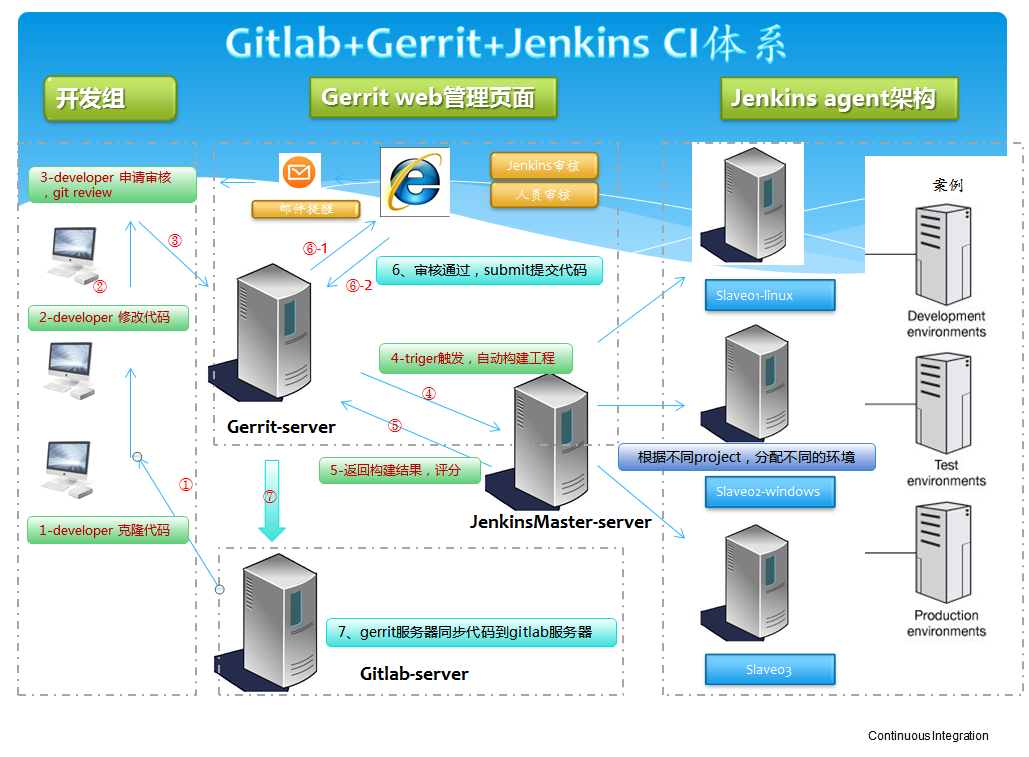 Gitlab+Gerrit+Jenkins CI体系
开发组
Gerrit web管理页面
Jenkins agent架构
3-developer 申请审核
，git review
③
②
2-developer 修改代码
①
1-developer 克隆代码
邮件提醒
Jenkins审核
人员审核
⑥-1
⑥-2
6、审核通过，submit提交代码
4-triger触发，自动构建工程
④
⑤
Gerrit-server
5-返回构建结果，评分
⑦
JenkinsMaster-server
7、gerrit服务器同步代码到gitlab服务器
Gitlab-server
案例
Slave01-linux
Development
environments
根据不同project，分配不同的环境
Slave02-windows
Test
environments
Production
environments
Slave03
Continuous Integration